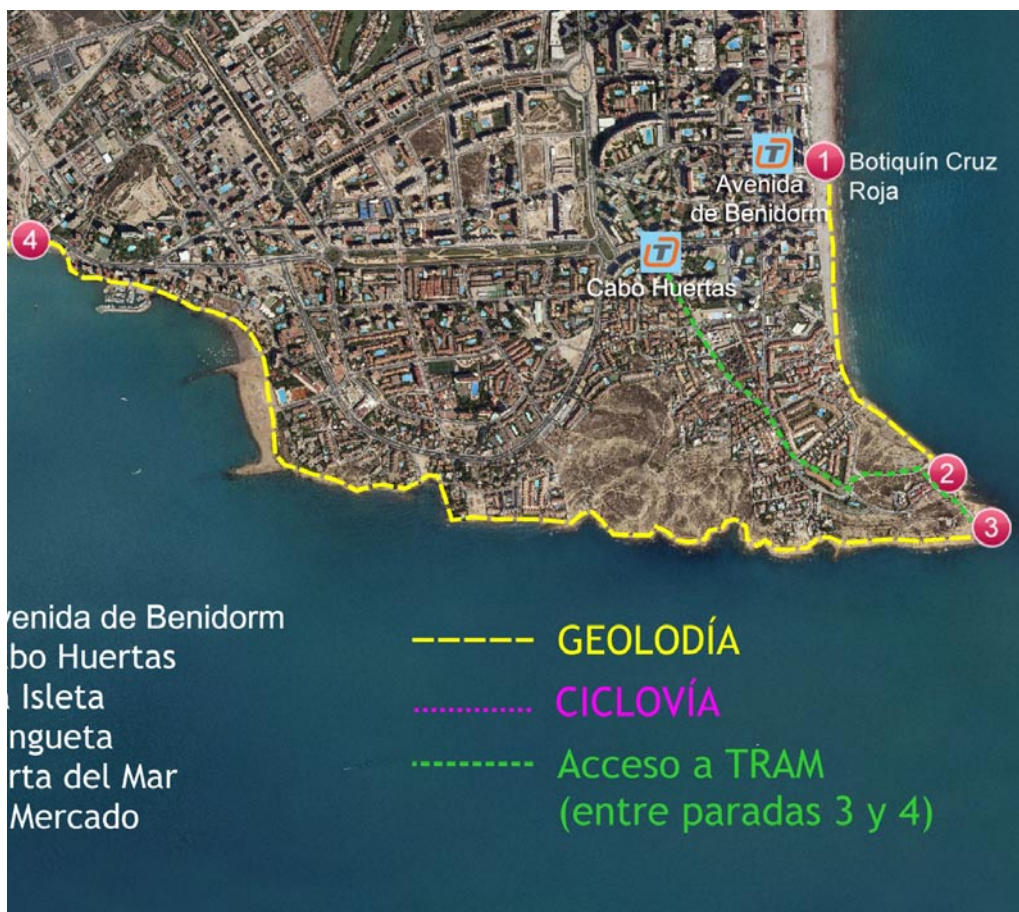 1
Botiquín Cruz
Roja
Avenida
de Benidorm
Cabo Huertas
4
2
3
venida de Benidorm
bo Huertas
Isleta
ngueta
rta del Mar
Mercado
GEOLODÍA
CICLOVÍA
Acceso a TRAM
(entre paradas 3 y 4)